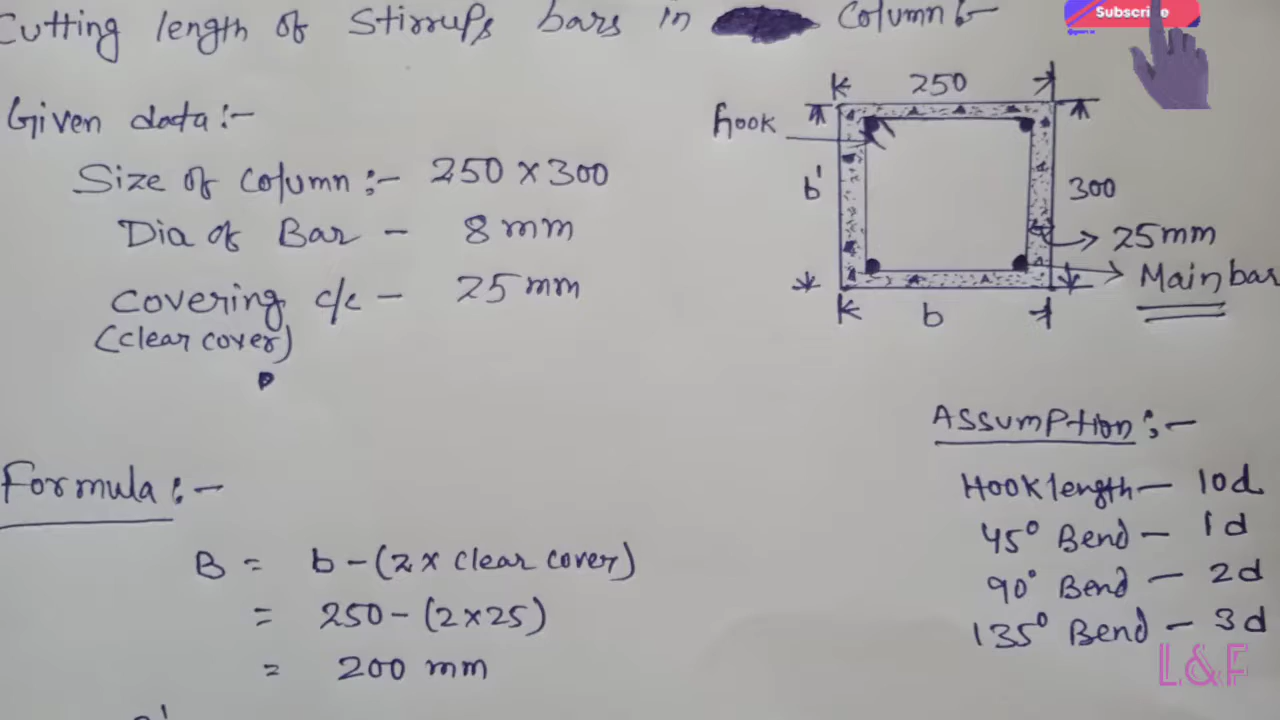 Cutting length of Stirrups bars in Column :-
Subscribe
Given data :-
Size of Column :- 250 × 300
Dia of Bar - 8 mm
Covering c/c - 25 mm
(clear cover)
250
hook
b'
300
25mm
Main bar
b
Formula :-
B = b - (2 × clear cover)
= 250 - (2×25)
= 200 mm
Assumption :-
Hook length - 10d
45° Bend - 1d
90° Bend - 2d
135° Bend - 3d
L&F